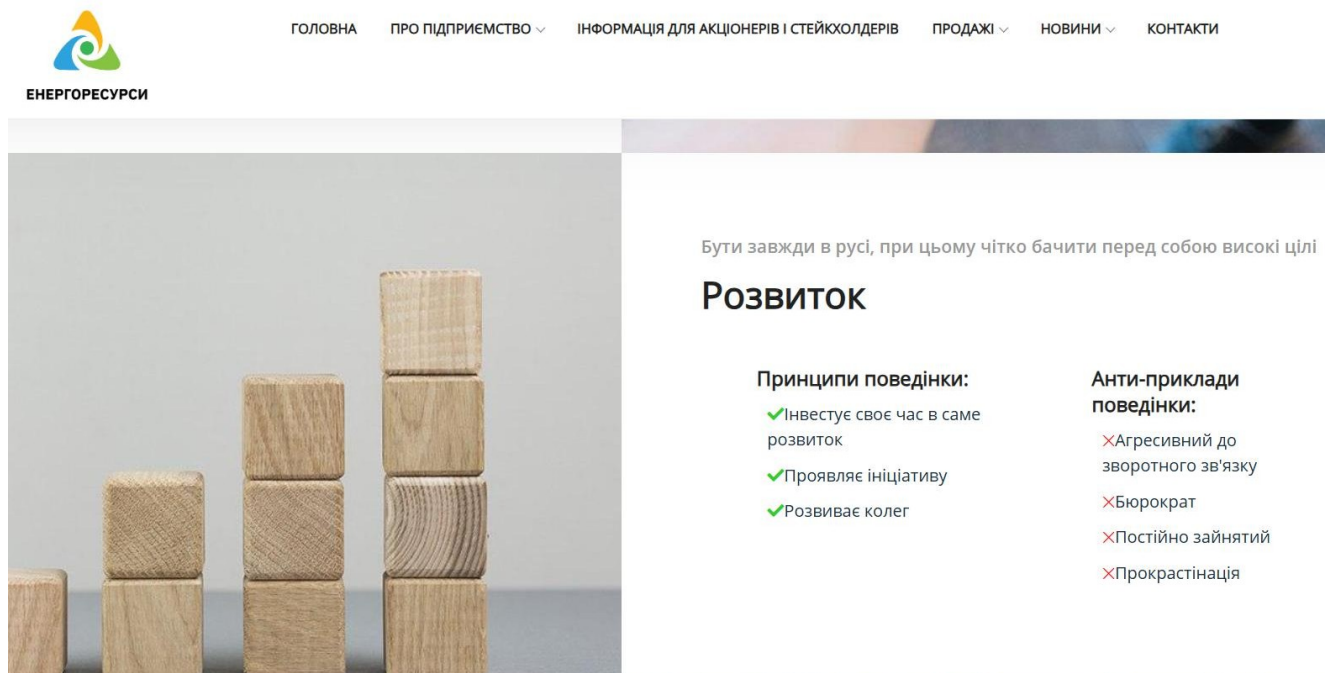 ГОЛОВНА
ПРО ПІДПРИЄМСТВО
ІНФОРМАЦІЯ ДЛЯ АКЦІОНЕРІВ І СТЕЙКХОЛДЕРІВ
ПРОДАЖІ
НОВИНИ
КОНТАКТИ
ЕНЕРГОРЕСУРСИ
Бути завжди в русі, при цьому чітко бачити перед собою високі цілі
Розвиток
Принципи поведінки:
Інвестує своє час в саме
розвиток
Проявляє ініціативу
Розвиває колег
Анти-приклади
поведінки:
Агресивний до
зворотного зв'язку
Бюрократ
Постійно зайнятий
Прокрастінація